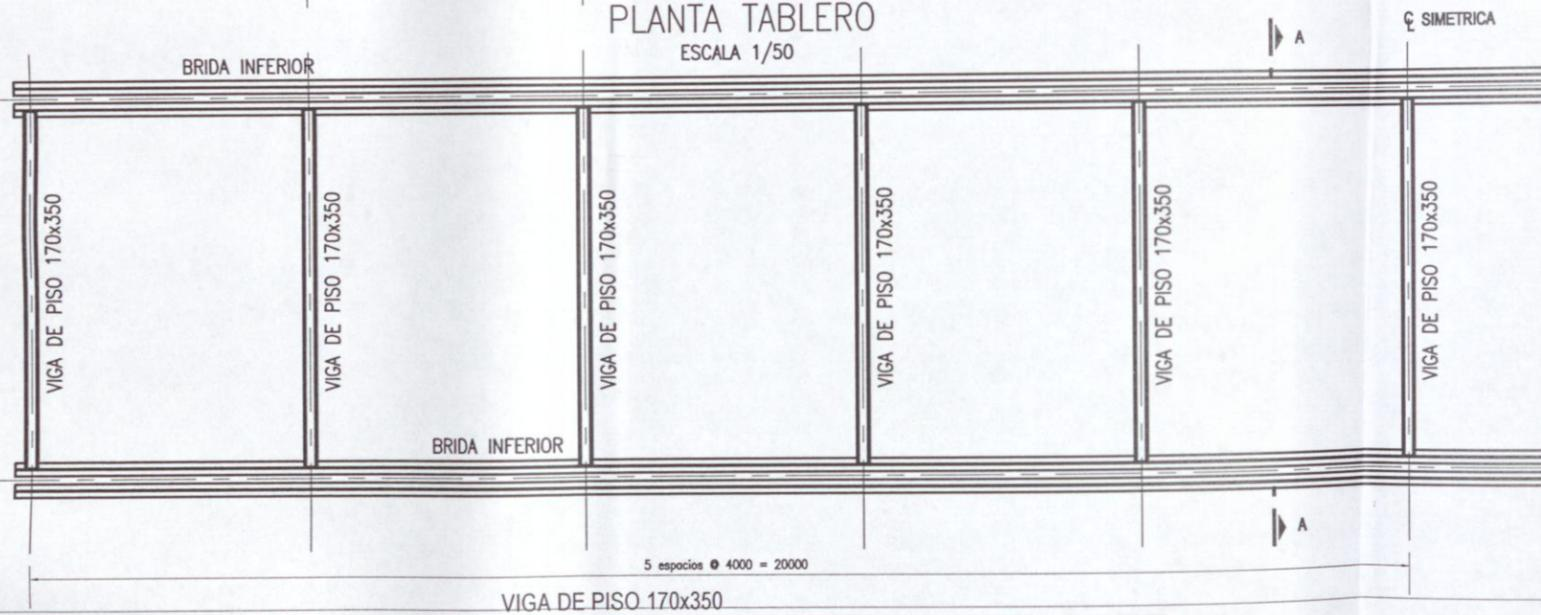 PLANTA TABLERO
ESCALA 1/50
℄ SIMETRICA
A
BRIDA INFERIOR
VIGA DE PISO 170x350
VIGA DE PISO 170x350
VIGA DE PISO 170x350
VIGA DE PISO 170x350
VIGA DE PISO 170x350
VIGA DE PISO 170x350
BRIDA INFERIOR
A
5 espacios @ 4000 = 20000
VIGA DE PISO 170x350